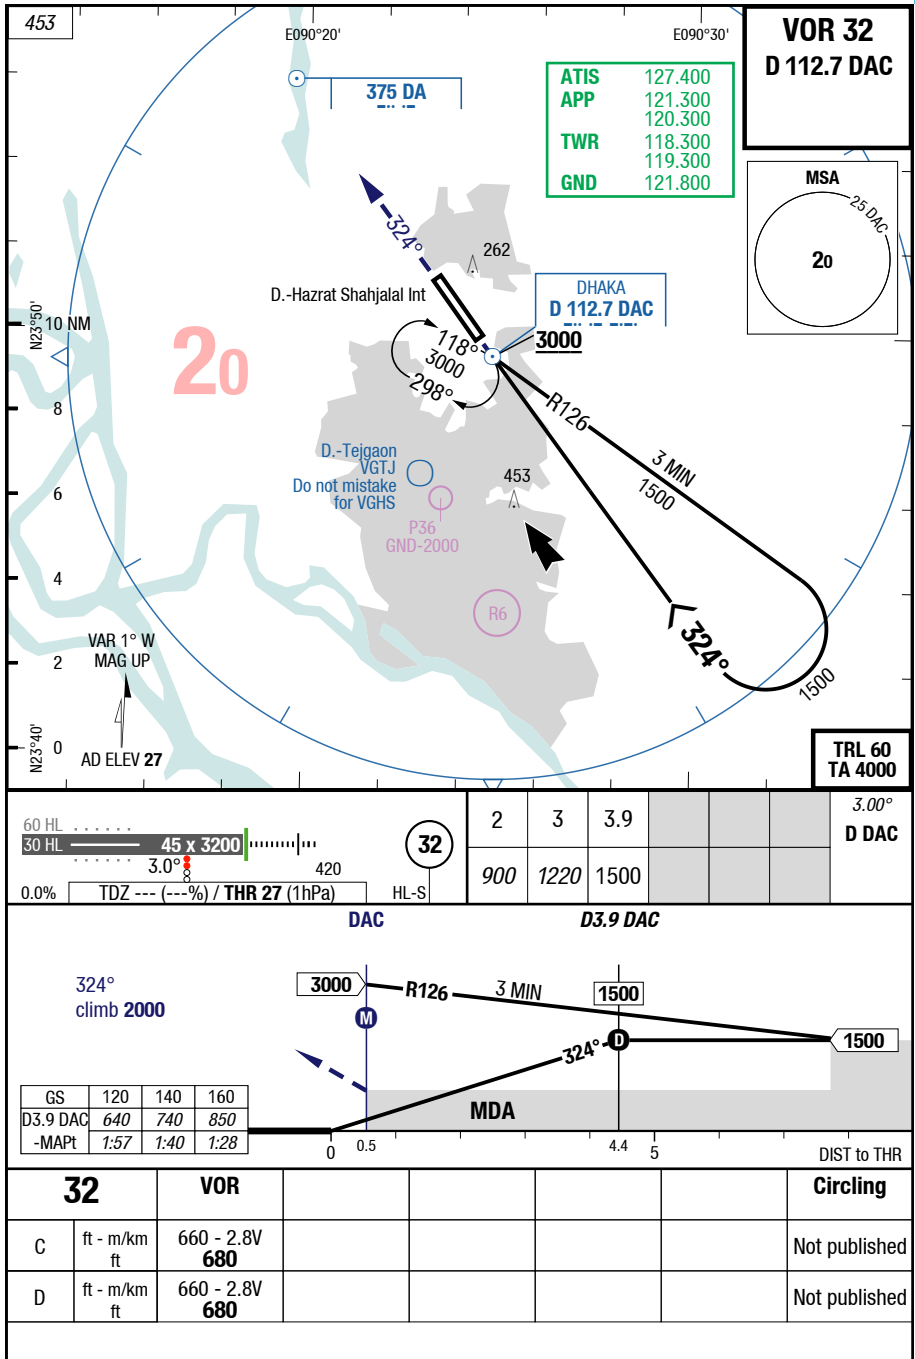 453
E090°20'
E090°30'
VOR 32
D 112.7 DAC
375 DA
ATIS 127.400
APP 121.300
120.300
TWR 118.300
119.300
GND 121.800
MSA
25 DAC
20
324°
262
D.-Hazrat Shahjalal Int
DHAKA
D 112.7 DAC
3000
N23°50'
10 NM
20
118°
3000
298°
R126
3 MIN
1500
8
D.-Tejgaon
VGTJ
Do not mistake
for VGHS
453
6
P36
GND-2000
4
R6
324°
1500
VAR 1° W
MAG UP
2
N23°40'
0
AD ELEV 27
TRL 60
TA 4000
60 HL
30 HL
45 x 3200
3.0°
420
0.0%
TDZ --- (---%) / THR 27 (1hPa)
32
HL-S
2 3 3.9
3.00°
D DAC
900 1220 1500
DAC
D3.9 DAC
324°
climb 2000
3000
R126
3 MIN
1500
M
D
1500
324°
MDA
GS 120 140 160
D3.9 DAC 640 740 850
-MAPt 1:57 1:40 1:28
0
0.5
4.4
5
DIST to THR
32 VOR Circling
C ft - m/km 660 - 2.8V Not published
ft 680
D ft - m/km 660 - 2.8V Not published
ft 680